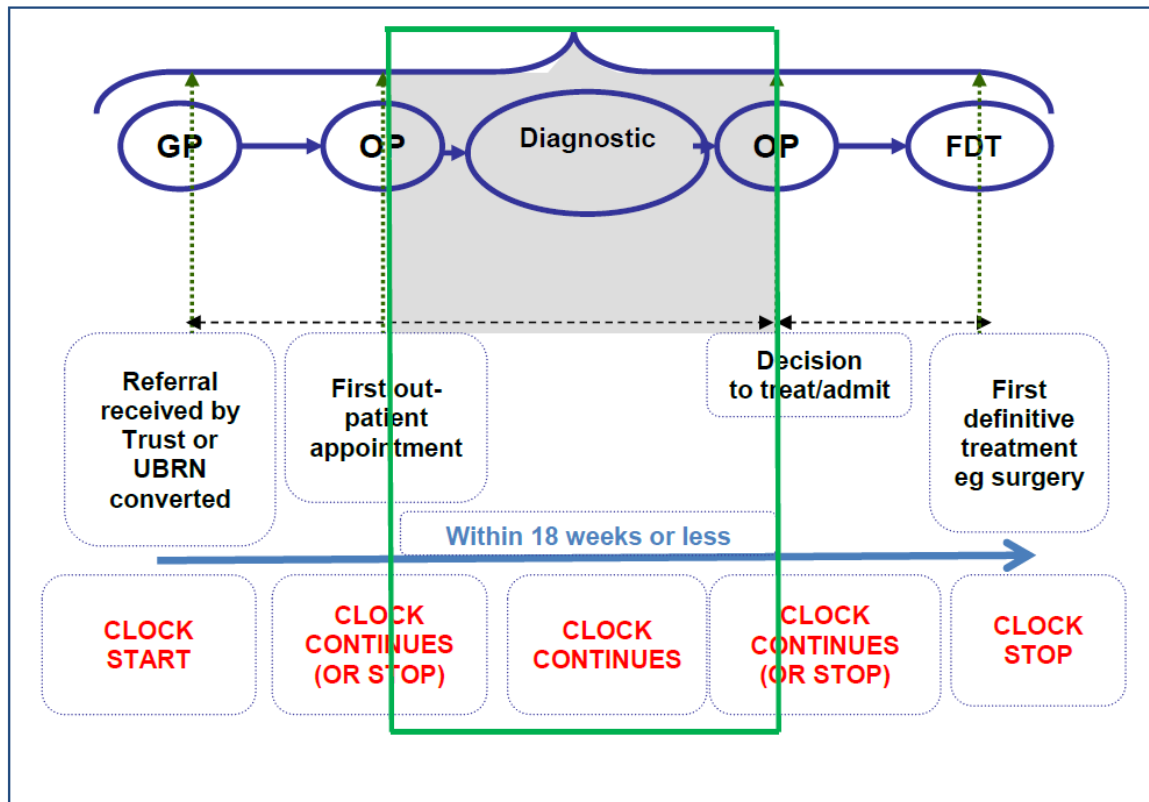 GP
OP
Diagnostic
OP
FDT
Referral
received by
Trust or
UBRN
converted
First out-
patient
appointment
Decision
to treat/admit
First
definitive
treatment
eg surgery
Within 18 weeks or less
CLOCK
START
CLOCK
CONTINUES
(OR STOP)
CLOCK
CONTINUES
CLOCK
CONTINUES
(OR STOP)
CLOCK
STOP